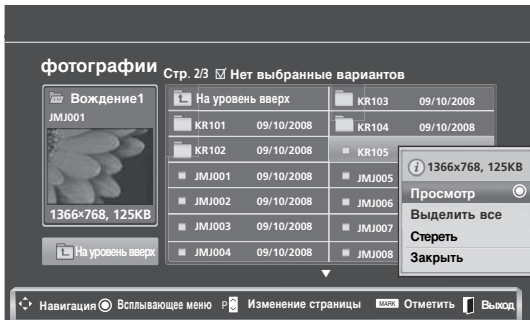 фотографии
Стр. 2/3 ☑ Нет выбранные вариантов
Вождение1
JMJ001
1366×768, 125KB
На уровень вверх
На уровень вверх
KR101 09/10/2008
KR102 09/10/2008
JMJ001 09/10/2008
JMJ002 09/10/2008
JMJ003 09/10/2008
JMJ004 09/10/2008
KR103 09/10/2008
KR104 09/10/2008
KR105
JMJ005
JMJ006
JMJ007
JMJ008
1366x768, 125KB
Просмотр
Выделить все
Стереть
Закрыть
Навигация Всплывающее меню P Изменение страницы MARK Отметить Выход